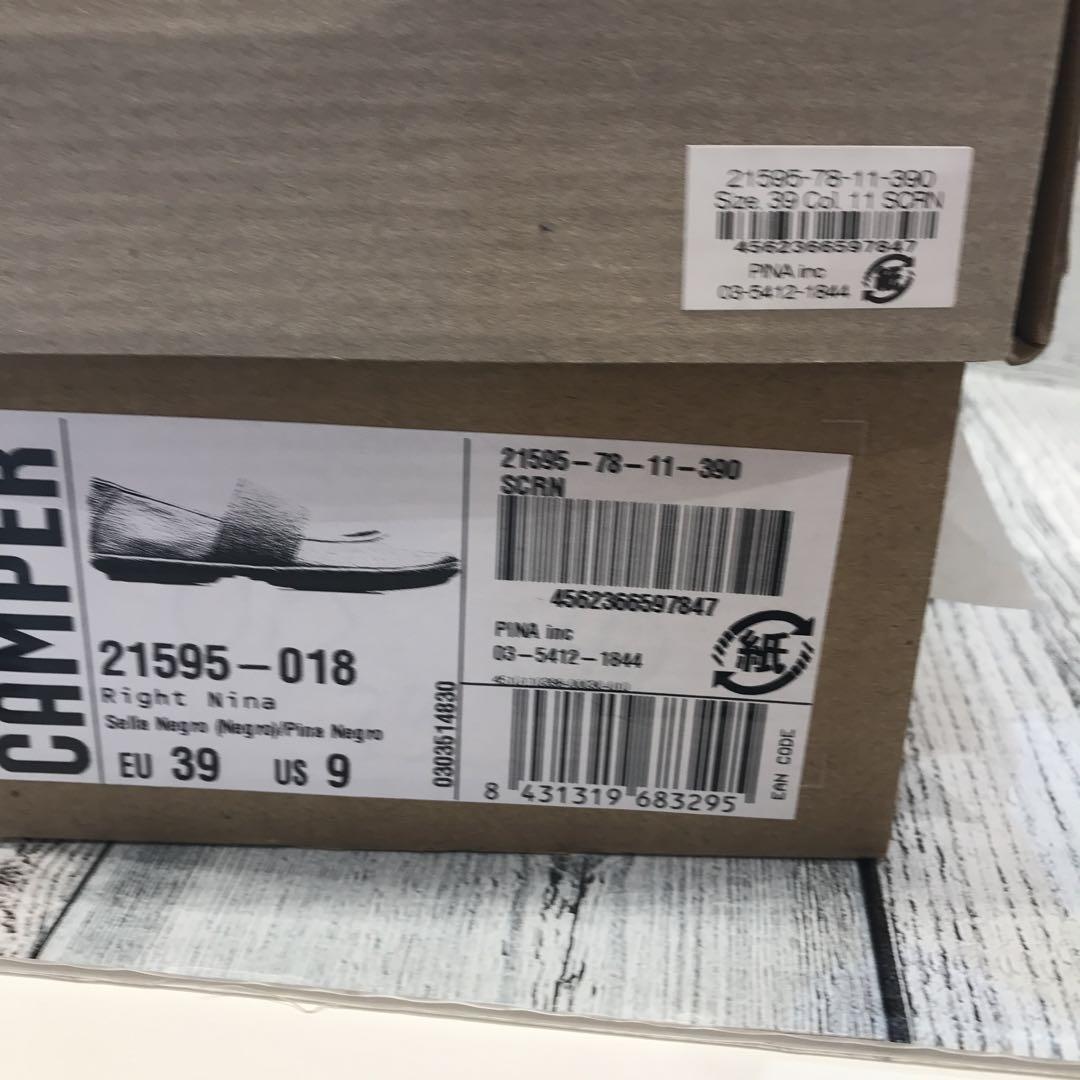 21595-78-11-390
Size. 39 Col. 11 SCRN
4562366597847
PINA inc
03-5412-1844
紙
CAMPER
21595-018
Right Nina
Sella Negro (Negro)/Pina Negro
EU 39 US 9
0303514830
21595-78-11-390
SCRN
4562366597847
PINA inc
03-5412-1844
紙
8 431319 683295
EAN CODE